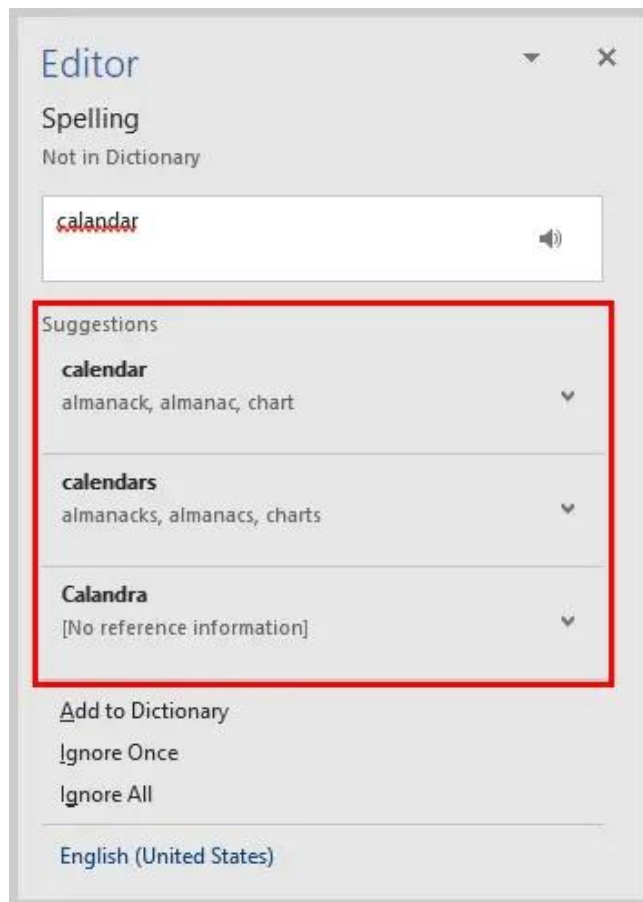 Editor
Spelling
Not in Dictionary
calandar
Suggestions
calendar
almanack, almanac, chart
calendars
almanacks, almanacs, charts
Calandra
[No reference information]
Add to Dictionary
Ignore Once
Ignore All
English (United States)